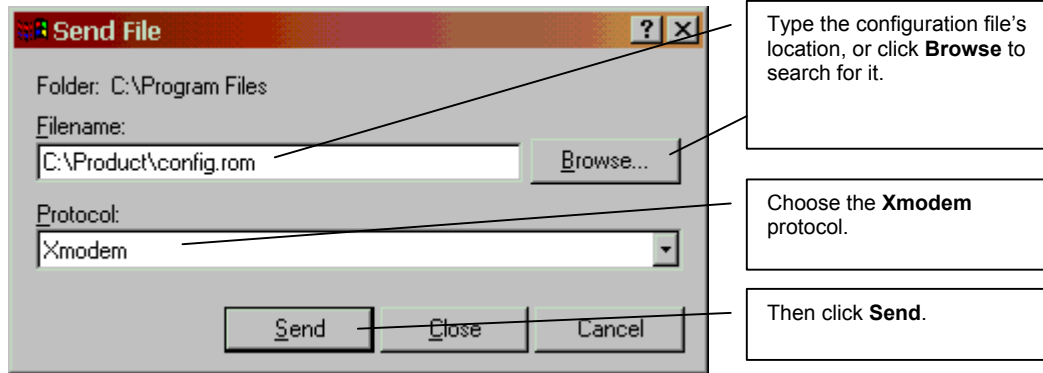 Send File
Folder: C:\Program Files
Filename:
C:\Product\config.rom
Browse...
Protocol:
Xmodem
Send
Close
Cancel
Type the configuration file's
location, or click Browse to
search for it.
Choose the Xmodem
protocol.
Then click Send.